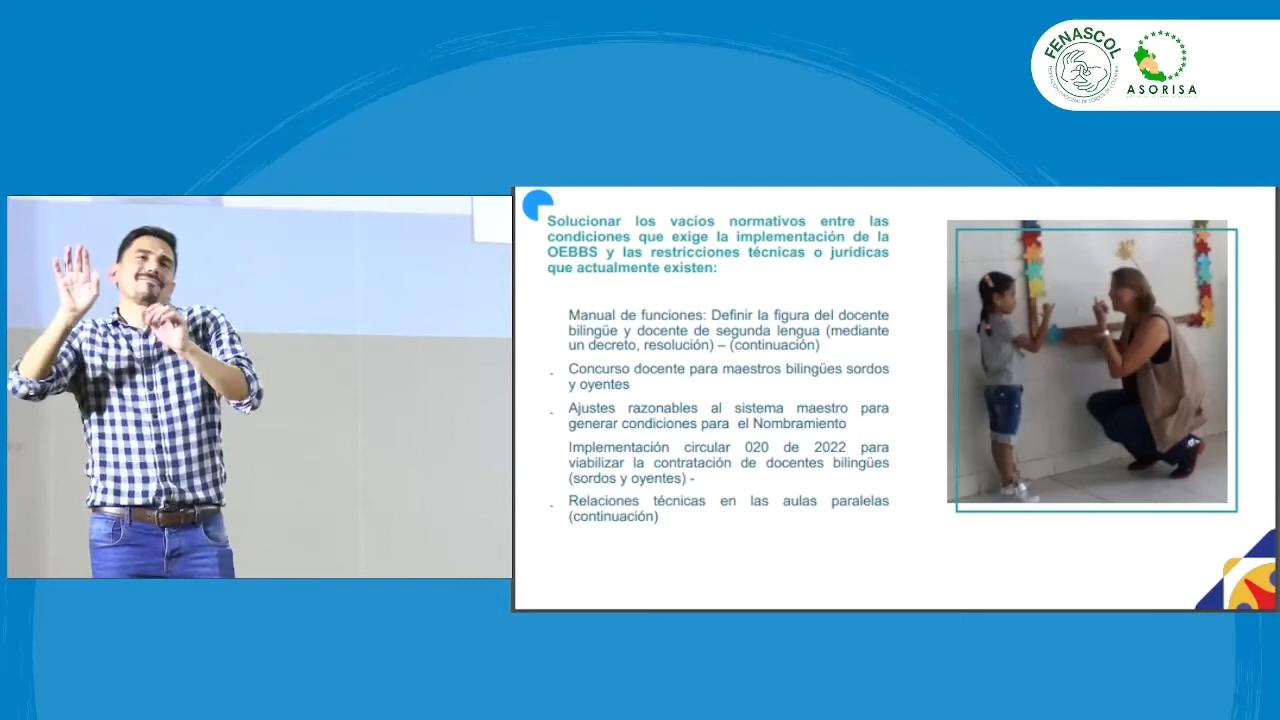 FENASCOL
ASORISA
Solucionar los vacíos normativos entre las
condiciones que exige la implementación de la
OEBBS y las restricciones técnicas o jurídicas
que actualmente existen:
Manual de funciones: Definir la figura del docente
bilingüe y docente de segunda lengua (mediante
un decreto, resolución) – (continuación)
Concurso docente para maestros bilingües sordos
y oyentes
Ajustes razonables al sistema maestro para
generar condiciones para el Nombramiento
Implementación circular 020 de 2022 para
viabilizar la contratación de docentes bilingües
(sordos y oyentes) -
Relaciones técnicas en las aulas paralelas
(continuación)